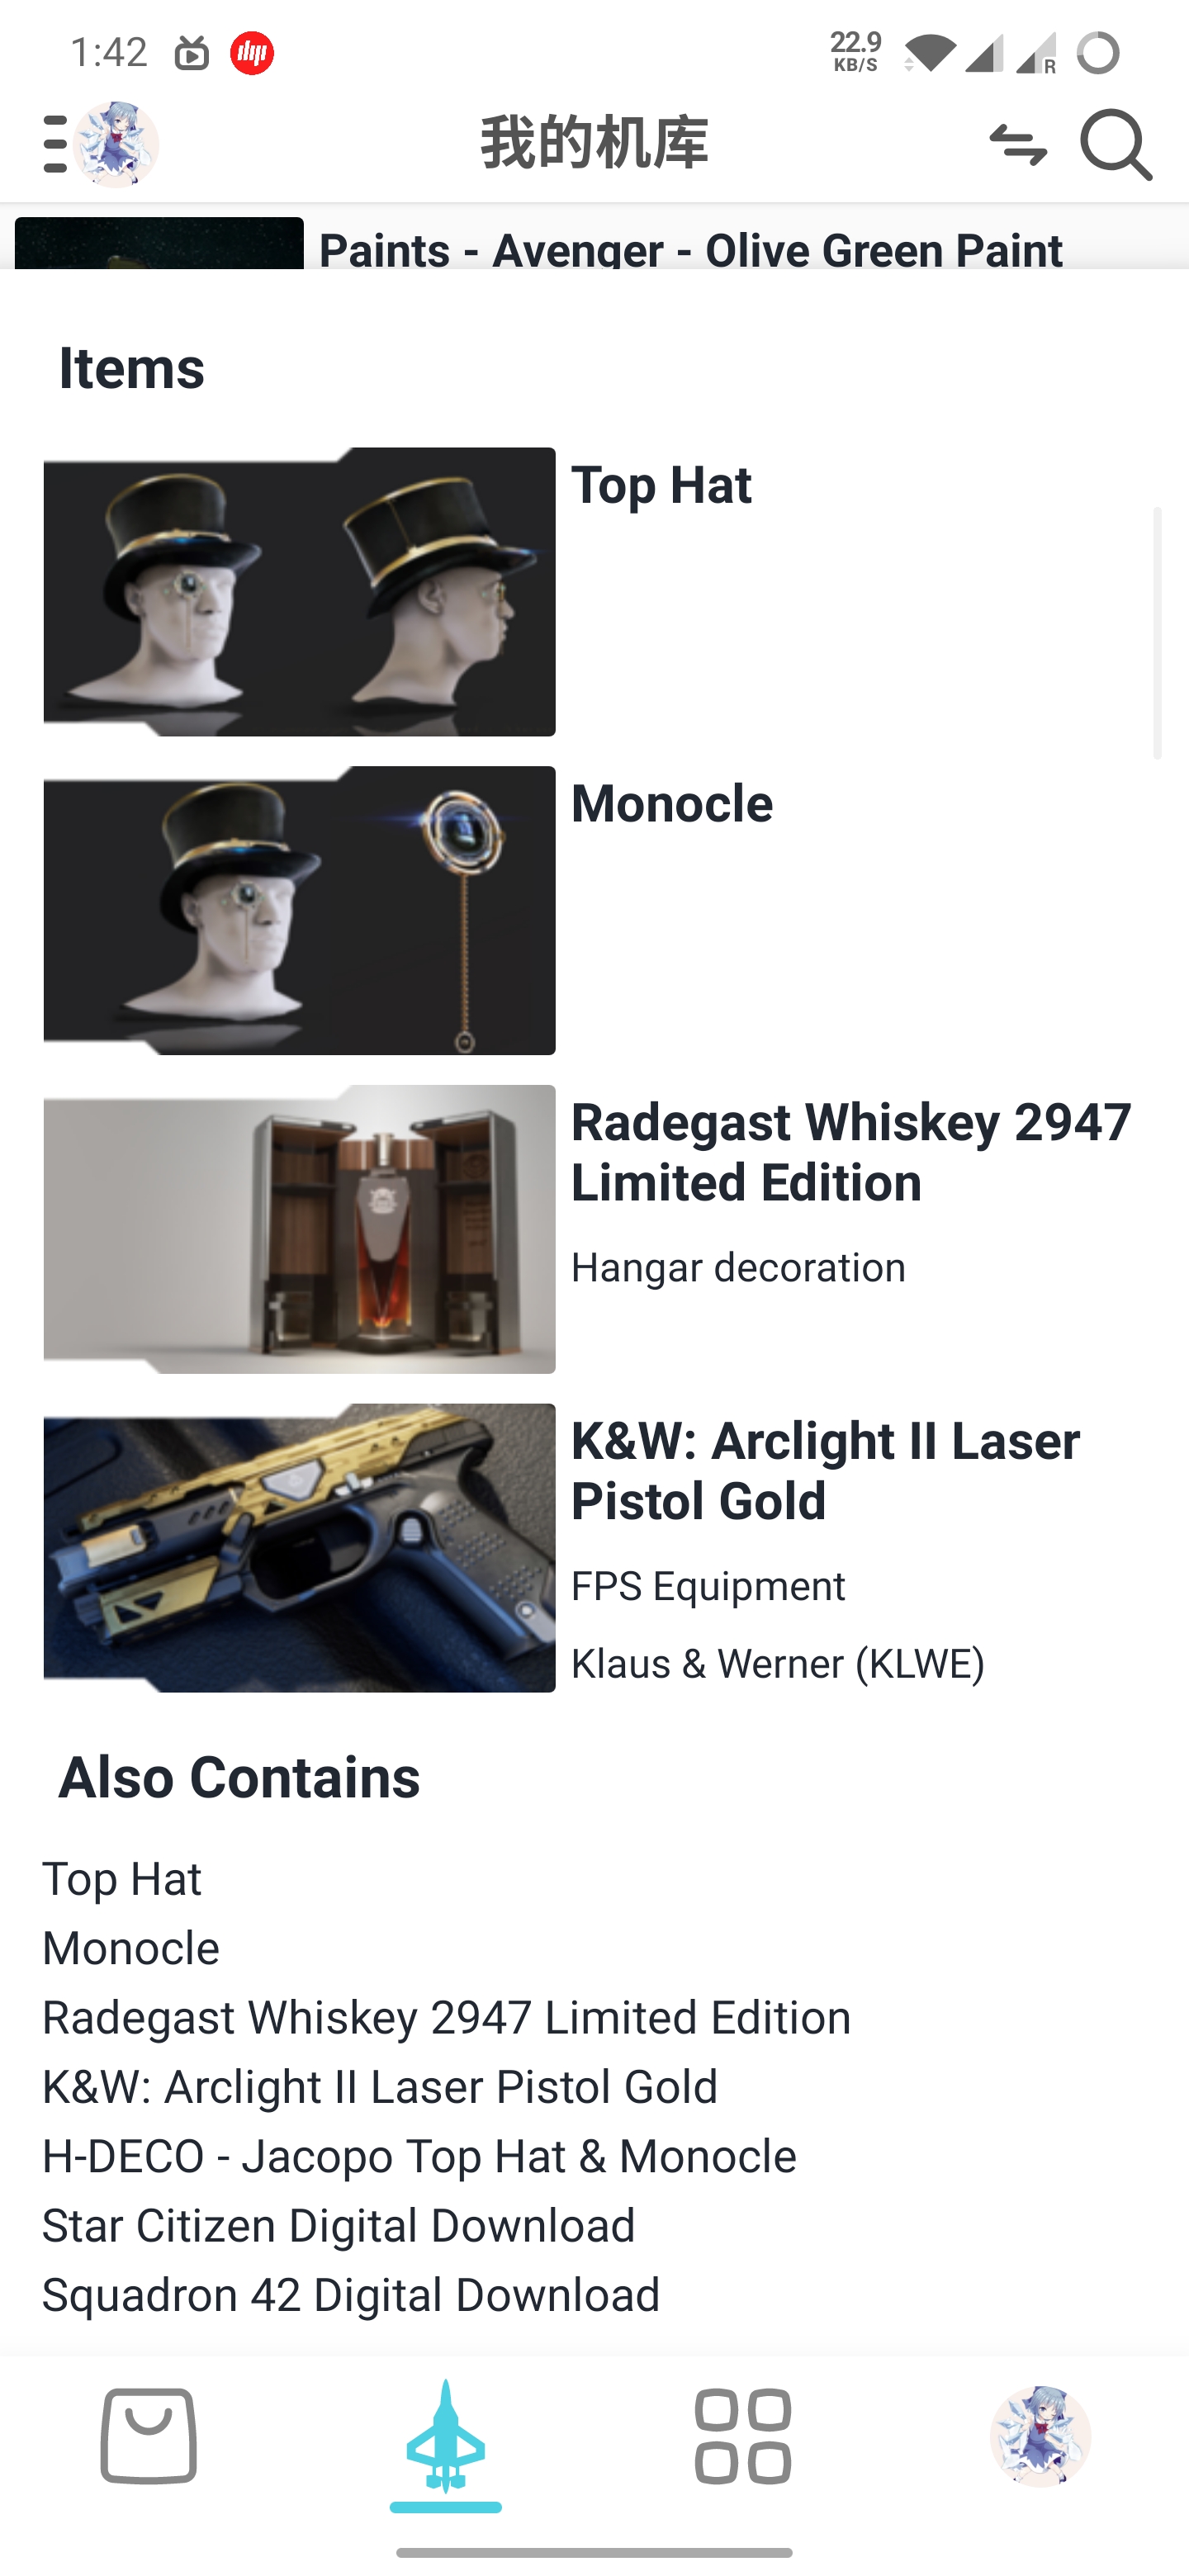 1:42
22.9
KB/S
R
我的机库
Paints - Avenger - Olive Green Paint
Items
Top Hat
Monocle
Radegast Whiskey 2947
Limited Edition
Hangar decoration
K&W: Arclight II Laser
Pistol Gold
FPS Equipment
Klaus & Werner (KLWE)
Also Contains
Top Hat
Monocle
Radegast Whiskey 2947 Limited Edition
K&W: Arclight II Laser Pistol Gold
H-DECO - Jacopo Top Hat & Monocle
Star Citizen Digital Download
Squadron 42 Digital Download